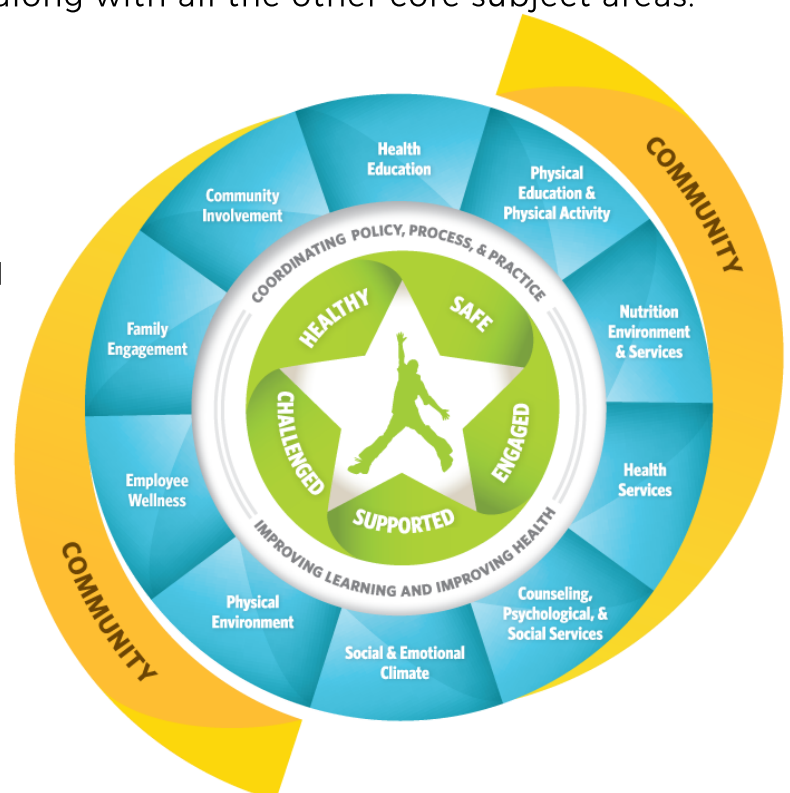 along with all the other core subject areas.
COMMUNITY
Health
Education
Physical
Education &
Physical Activity
Nutrition
Environment
& Services
Health
Services
Counseling,
Psychological, &
Social Services
Social & Emotional
Climate
Physical
Environment
Employee
Wellness
Family
Engagement
Community
Involvement
COORDINATING POLICY, PROCESS, & PRACTICE
IMPROVING LEARNING AND IMPROVING HEALTH
HEALTHY
SAFE
ENGAGED
SUPPORTED
CHALLENGED
COMMUNITY